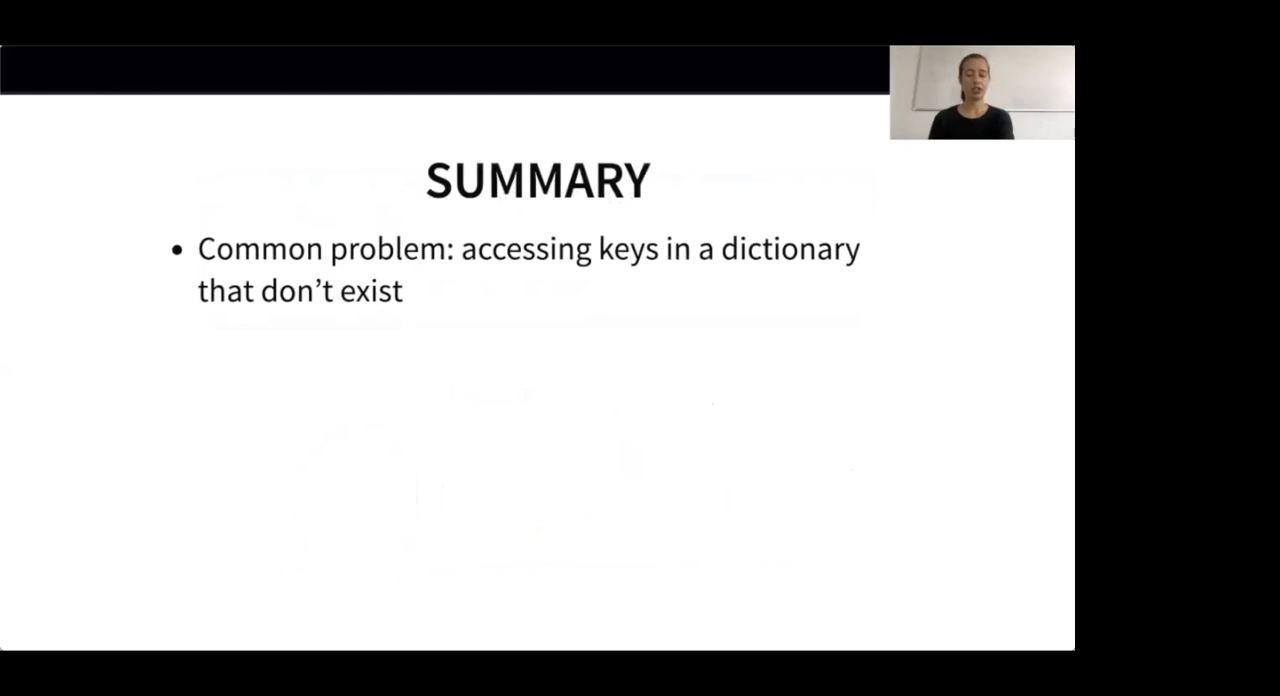 SUMMARY
• Common problem: accessing keys in a dictionary
that don’t exist